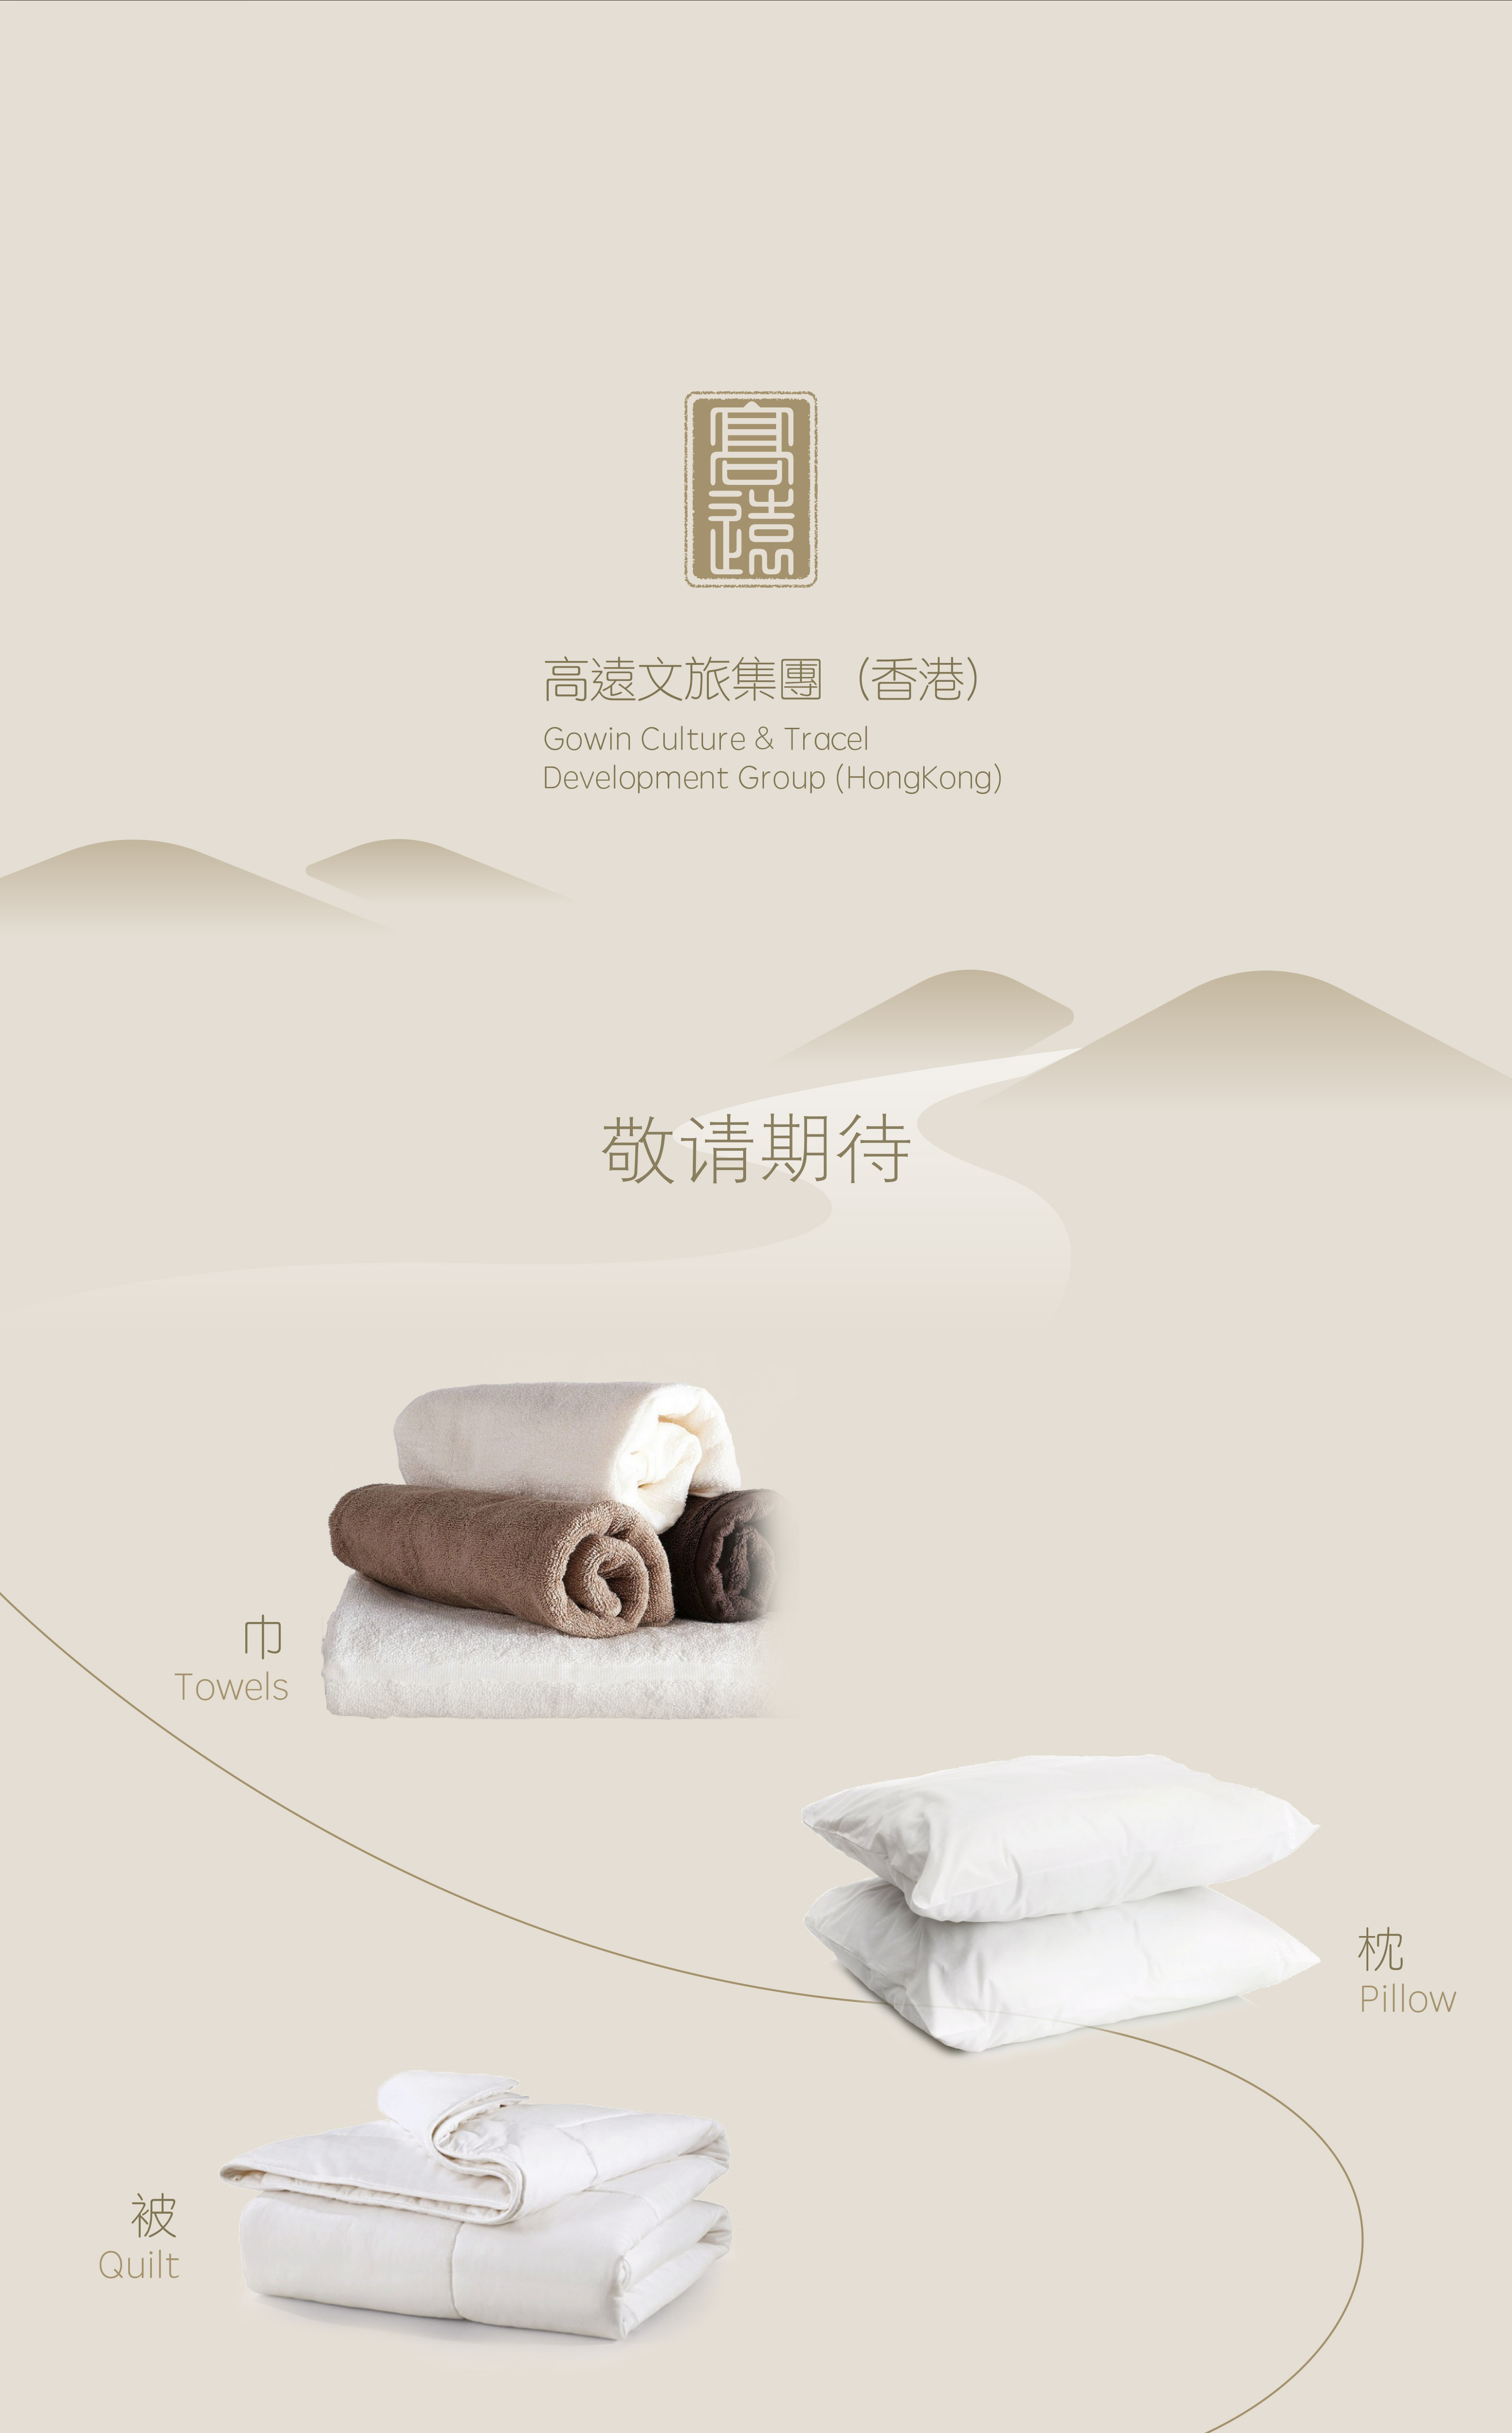 高遠
高遠文旅集團（香港）
Gowin Culture & Tracel
Development Group (HongKong)
敬请期待
巾
Towels
枕
Pillow
被
Quilt